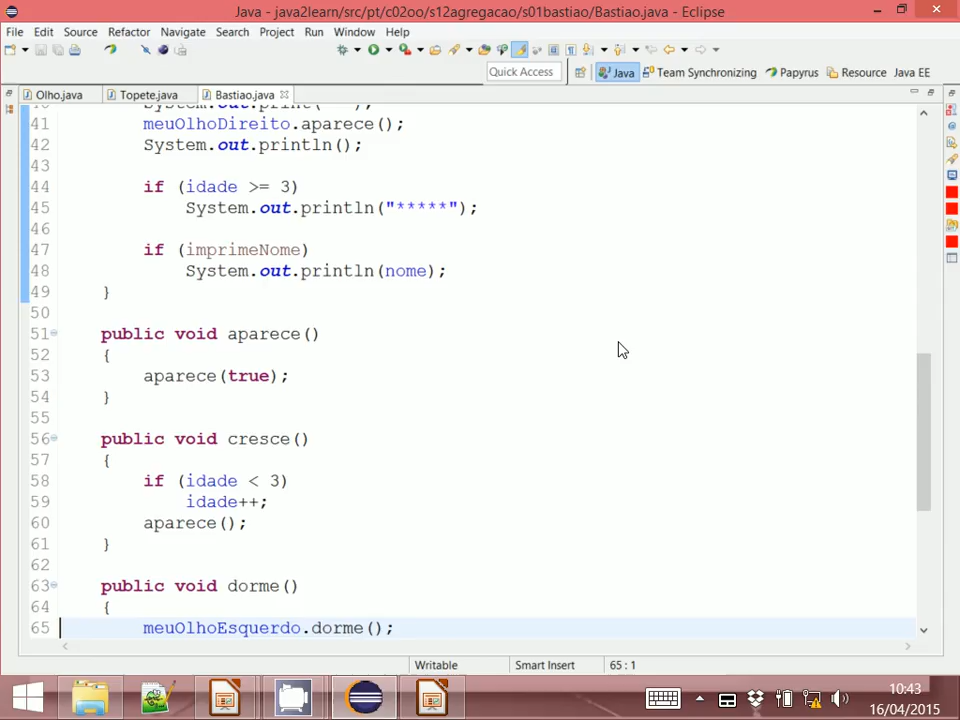 Java - java2learn/src/pt/c02oo/s12agregacao/s01bastiao/Bastiao.java - Eclipse
File Edit Source Refactor Navigate Search Project Run Window Help
Quick Access
Java Team Synchronizing Papyrus Resource Java EE
Olho.java Topete.java Bastiao.java
41 meuOlhoDireito.aparece();
42 System.out.println();
43
44 if (idade >= 3)
45 System.out.println("*****");
46
47 if (imprimeNome)
48 System.out.println(nome);
49 }
50
51 public void aparece()
52 {
53 aparece(true);
54 }
55
56 public void cresce()
57 {
58 if (idade < 3)
59 idade++;
60 aparece();
61 }
62
63 public void dorme()
64 {
65 meuOlhoEsquerdo.dorme();
Writable Smart Insert 65 : 1
10:43
16/04/2015